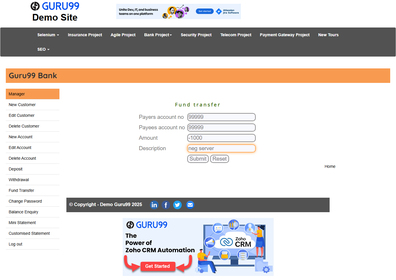 GURU99
Demo Site
Selenium
Insurance Project
Agile Project
Bank Project
Security Project
Telecom Project
Payment Gateway Project
New Tours
SEO
Guru99 Bank
Manager
New Customer
Edit Customer
Delete Customer
New Account
Edit Account
Delete Account
Deposit
Withdrawal
Fund Transfer
Change Password
Balance Enquiry
Mini Statement
Customised Statement
Log out
Fund transfer
Payers account no 99999
Payees account no 99999
Amount -1000
Description neg server
Submit Reset
Home
© Copyright - Demo Guru99 2025
GURU99
The
Power of
Zoho CRM Automation
Get Started
Zoho
CRM